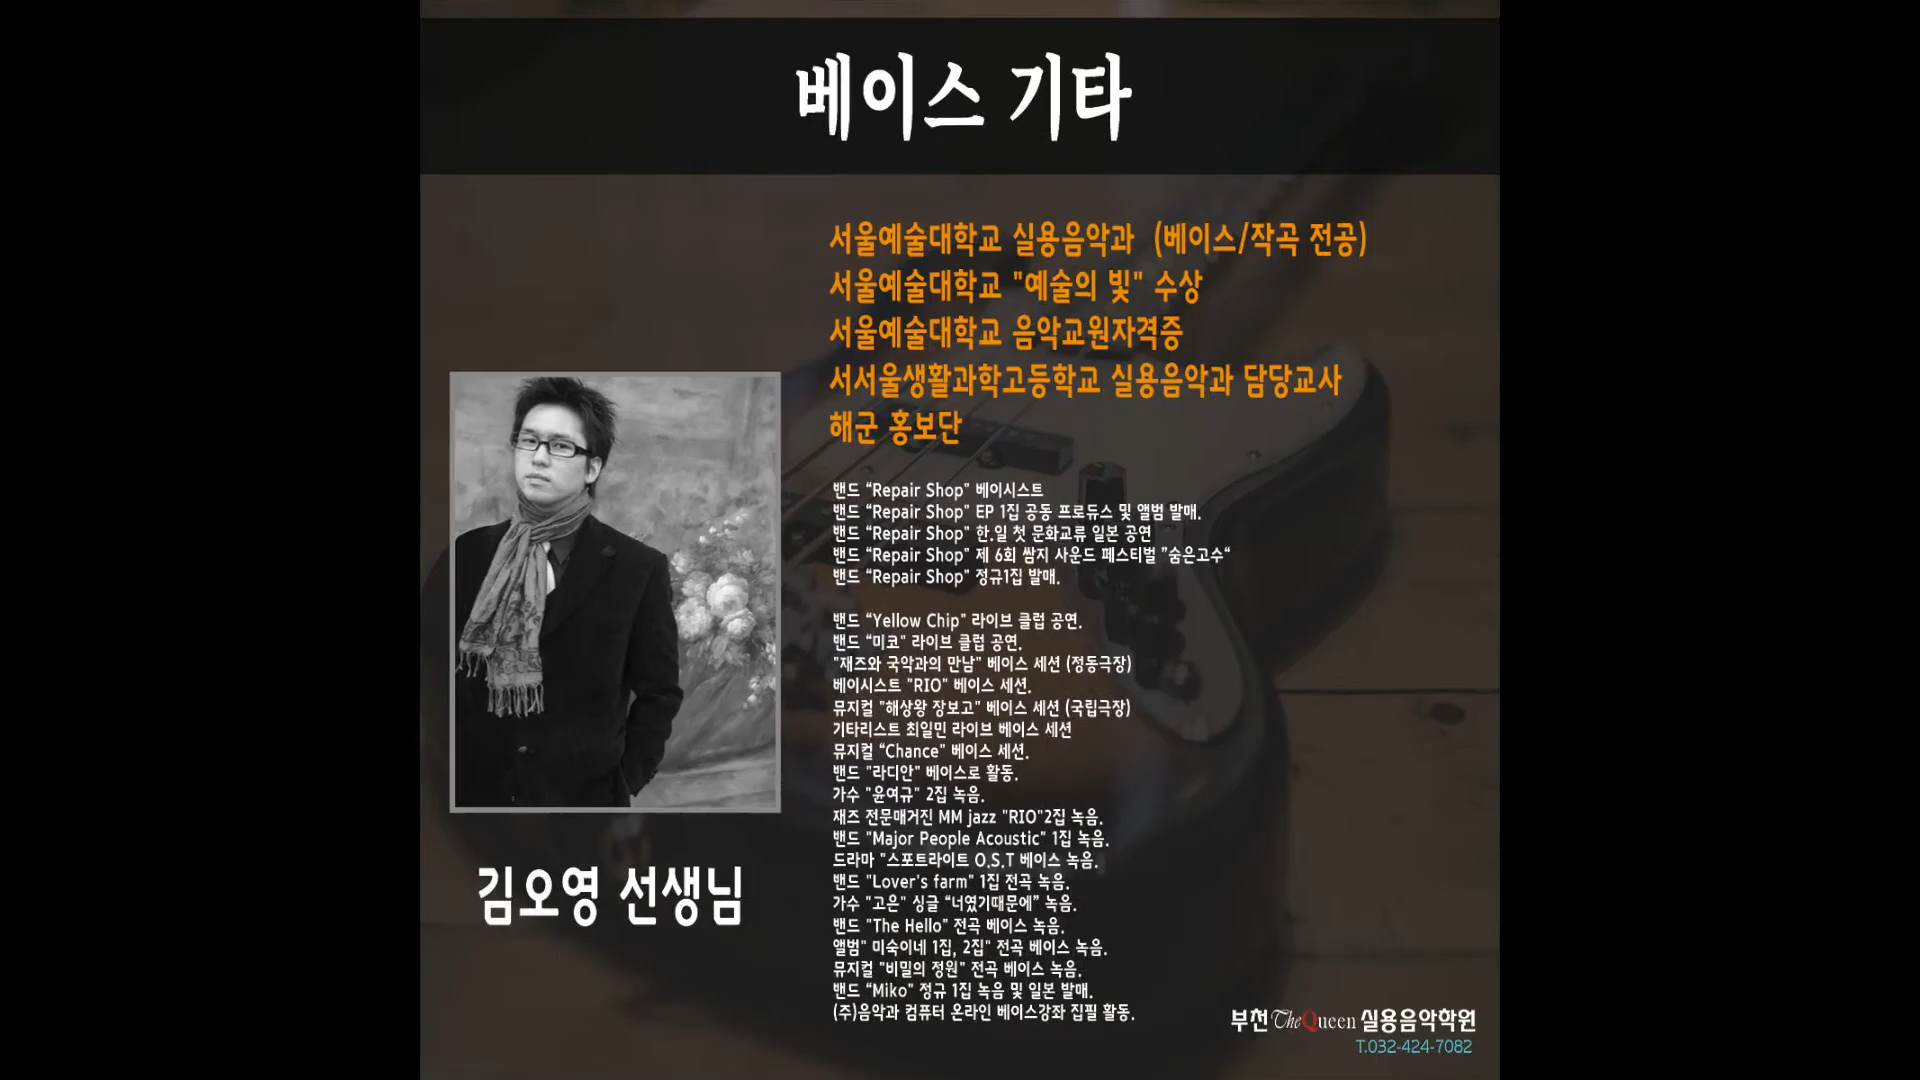 베이스 기타
서울예술대학교 실용음악과 (베이스/작곡 전공)
서울예술대학교 "예술의 빛" 수상
서울예술대학교 음악교원자격증
서서울생활과학고등학교 실용음악과 담당교사
해군 홍보단
밴드 “Repair Shop" 베이시스트
밴드 “Repair Shop" EP 1집 공동 프로듀스 및 앨범 발매.
밴드 “Repair Shop" 한.일 첫 문화교류 일본 공연
밴드 “Repair Shop" 제 6회 쌈지 사운드 페스티벌 ”숨은고수“
밴드 “Repair Shop" 정규1집 발매.
밴드 “Yellow Chip" 라이브 클럽 공연.
밴드 “미코" 라이브 클럽 공연.
"재즈와 국악과의 만남" 베이스 세션 (정동극장)
베이시스트 "RIO" 베이스 세션.
뮤지컬 "해상왕 장보고" 베이스 세션 (국립극장)
기타리스트 최일민 라이브 베이스 세션
뮤지컬 “Chance" 베이스 세션.
밴드 "라디안" 베이스로 활동.
가수 "윤여규" 2집 녹음.
재즈 전문매거진 MM jazz "RIO"2집 녹음.
밴드 "Major People Acoustic" 1집 녹음.
드라마 "스포트라이트 O.S.T 베이스 녹음.
밴드 "Lover's farm" 1집 전곡 녹음.
가수 "고은" 싱글 “너였기때문에” 녹음.
밴드 "The Hello" 전곡 베이스 녹음.
앨범" 미숙이네 1집, 2집" 전곡 베이스 녹음.
뮤지컬 "비밀의 정원" 전곡 베이스 녹음.
밴드 “Miko" 정규 1집 녹음 및 일본 발매.
(주)음악과 컴퓨터 온라인 베이스강좌 집필 활동.
김오영 선생님
부천 The Queen 실용음악학원
T.032-424-7082